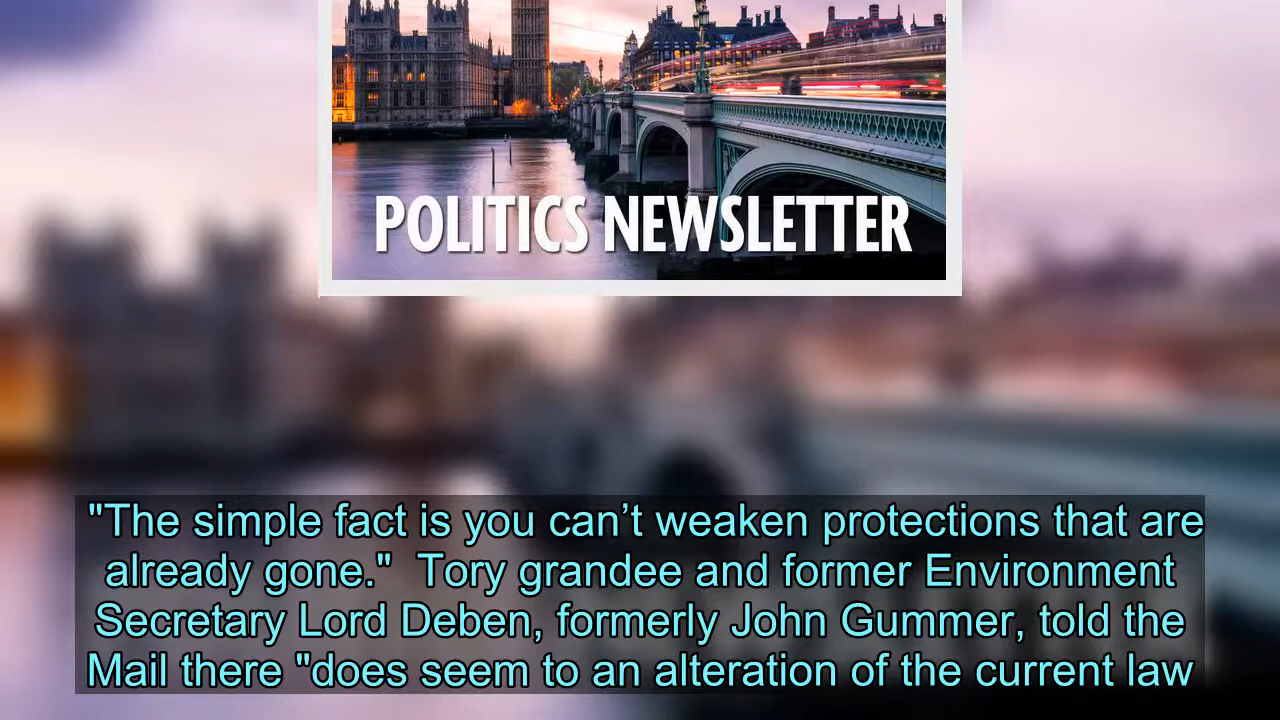 POLITICS NEWSLETTER
"The simple fact is you can’t weaken protections that are
already gone."  Tory grandee and former Environment
Secretary Lord Deben, formerly John Gummer, told the
Mail there "does seem to an alteration of the current law